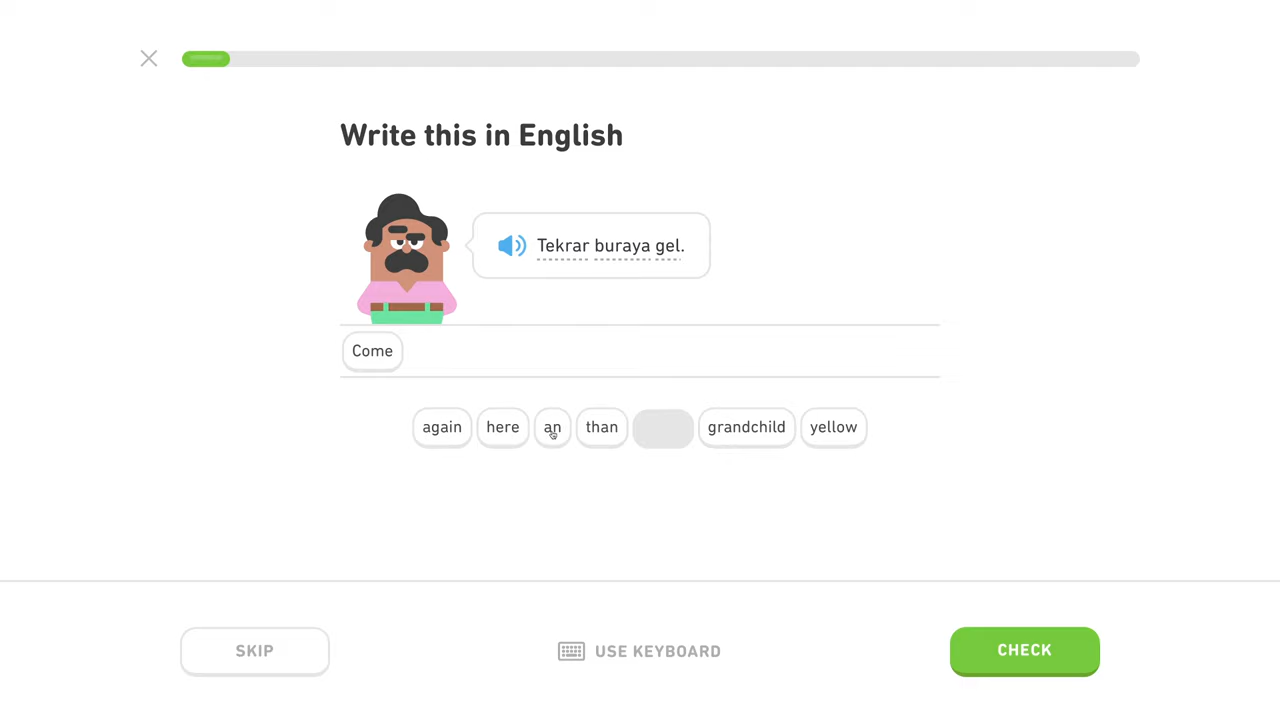 Write this in English
Tekrar buraya gel.
Come
again here an than grandchild yellow
SKIP USE KEYBOARD CHECK